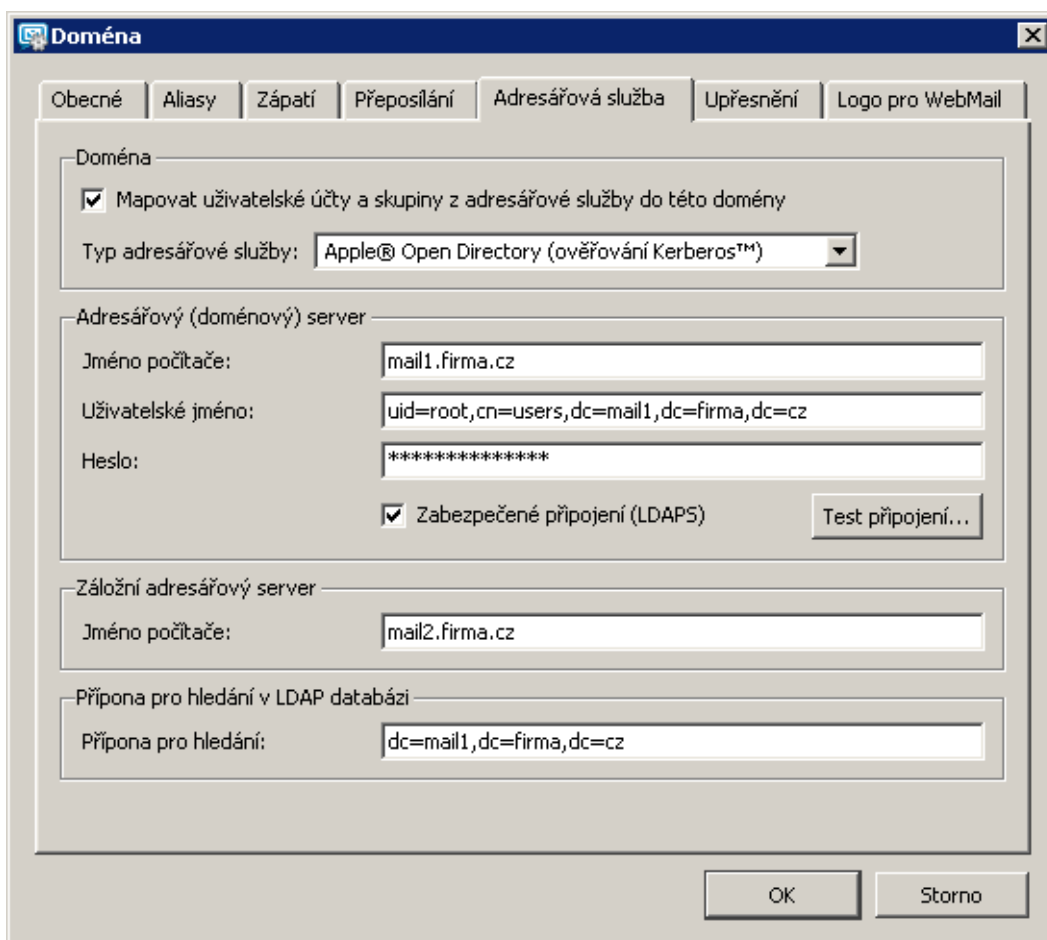 Doména
Obecné Aliasy Zápatí Přeposílání Adresářová služba Upřesnění Logo pro WebMail
Doména
Mapovat uživatelské účty a skupiny z adresářové služby do této domény
Typ adresářové služby: Apple® Open Directory (ověřování Kerberos™)
Adresářový (doménový) server
Jméno počítače: mail1.firma.cz
Uživatelské jméno: uid=root,cn=users,dc=mail1,dc=firma,dc=cz
Heslo: **************
Zabezpečené připojení (LDAPS) Test připojení...
Záložní adresářový server
Jméno počítače: mail2.firma.cz
Přípona pro hledání v LDAP databázi
Přípona pro hledání: dc=mail1,dc=firma,dc=cz
OK Storno